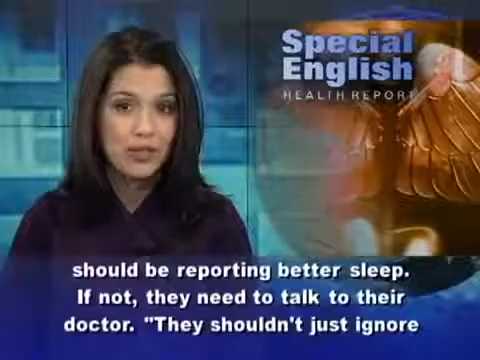 Special
English
HEALTH REPORT
should be reporting better sleep.
If not, they need to talk to their
doctor. "They shouldn't just ignore